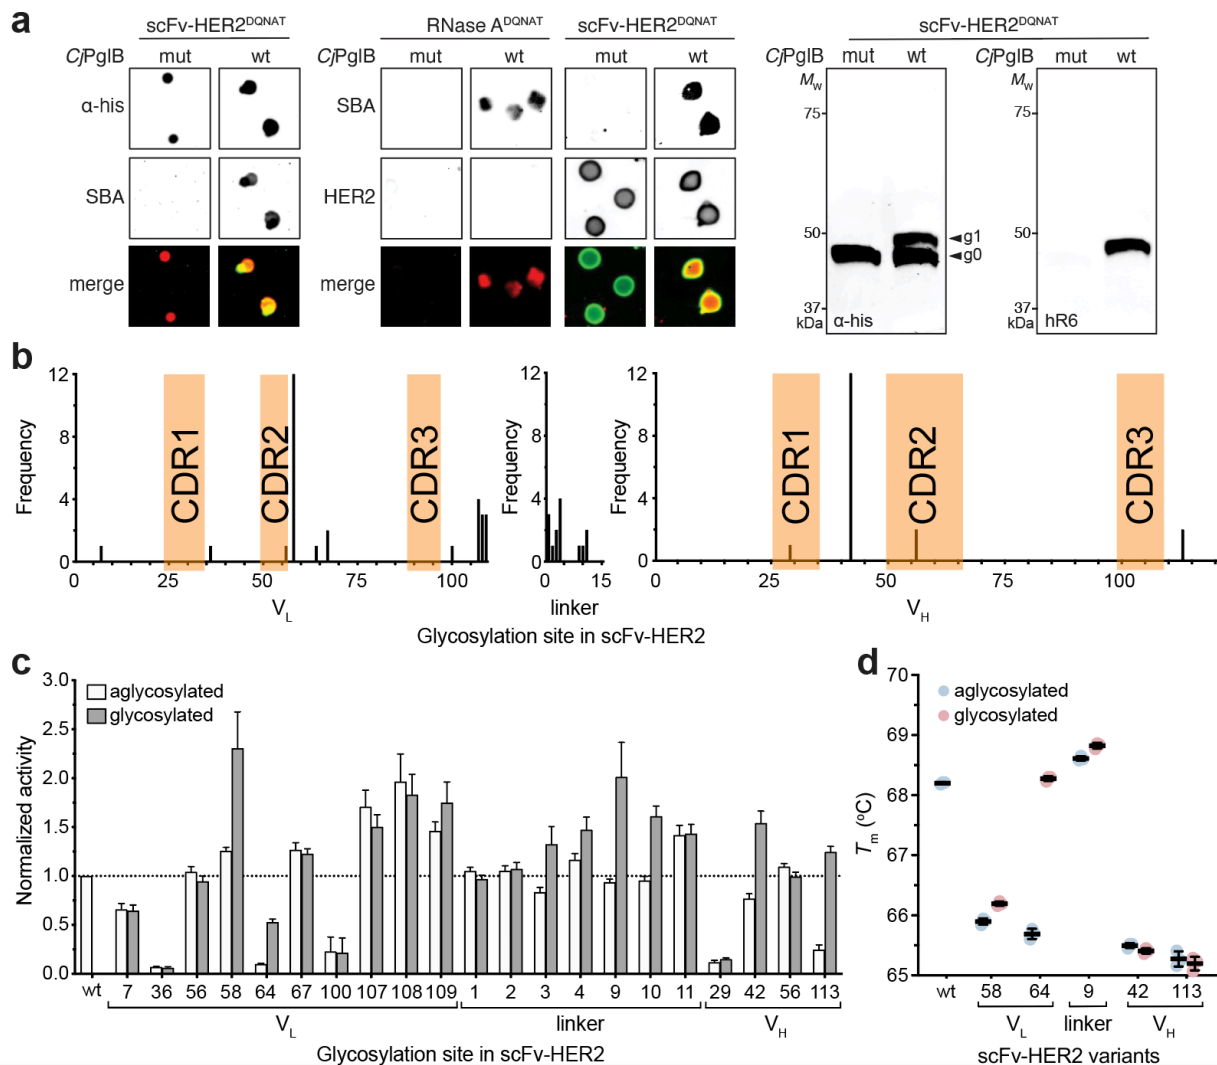 a
scFv-HER2DQNAT
CjPglB mut wt
α-his
SBA
merge
RNase ADQNAT scFv-HER2DQNAT
CjPglB mut wt mut wt
SBA
HER2
merge
scFv-HER2DQNAT
CjPglB mut wt CjPglB mut wt
Mw Mw
75 75
50 50
g1
g0
37 37
kDa α-his kDa hR6
b
12 12 12
8 8 8
4 4 4
0 0 0
Frequency Frequency Frequency
CDR1 CDR2 CDR3 CDR1 CDR2 CDR3
0 25 50 75 100 0 15 0 25 50 75 100
VL linker VH
Glycosylation site in scFv-HER2
c
aglycosylated
glycosylated
Normalized activity
3.0
2.5
2.0
1.5
1.0
0.5
0.0
wt 7 36 56 58 64 67 100 107 108 109 1 2 3 4 9 10 11 29 42 56 113
VL linker VH
Glycosylation site in scFv-HER2
d
aglycosylated
glycosylated
Tm (ºC)
70
69
68
67
66
65
wt 58 64 9 42 113
VL linker VH
scFv-HER2 variants